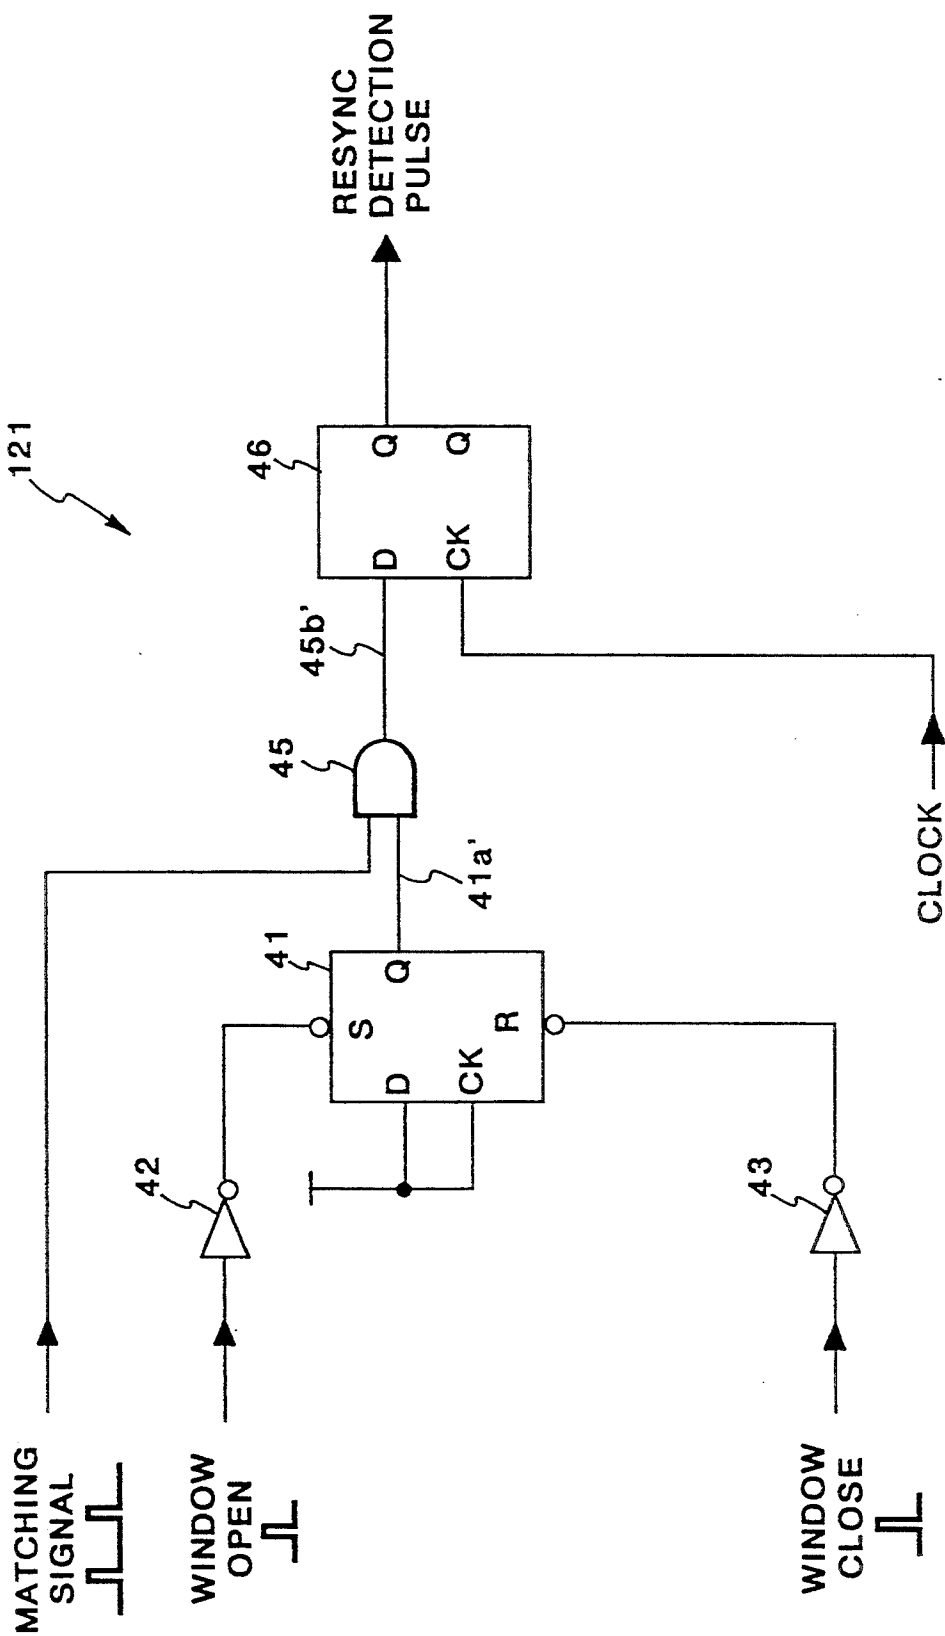 121
MATCHING
SIGNAL
WINDOW
OPEN
WINDOW
CLOSE
42
43
41
S
D
Q
CK
R
41a'
45
45b'
46
D
Q
CK
Q
CLOCK
RESYNC
DETECTION
PULSE